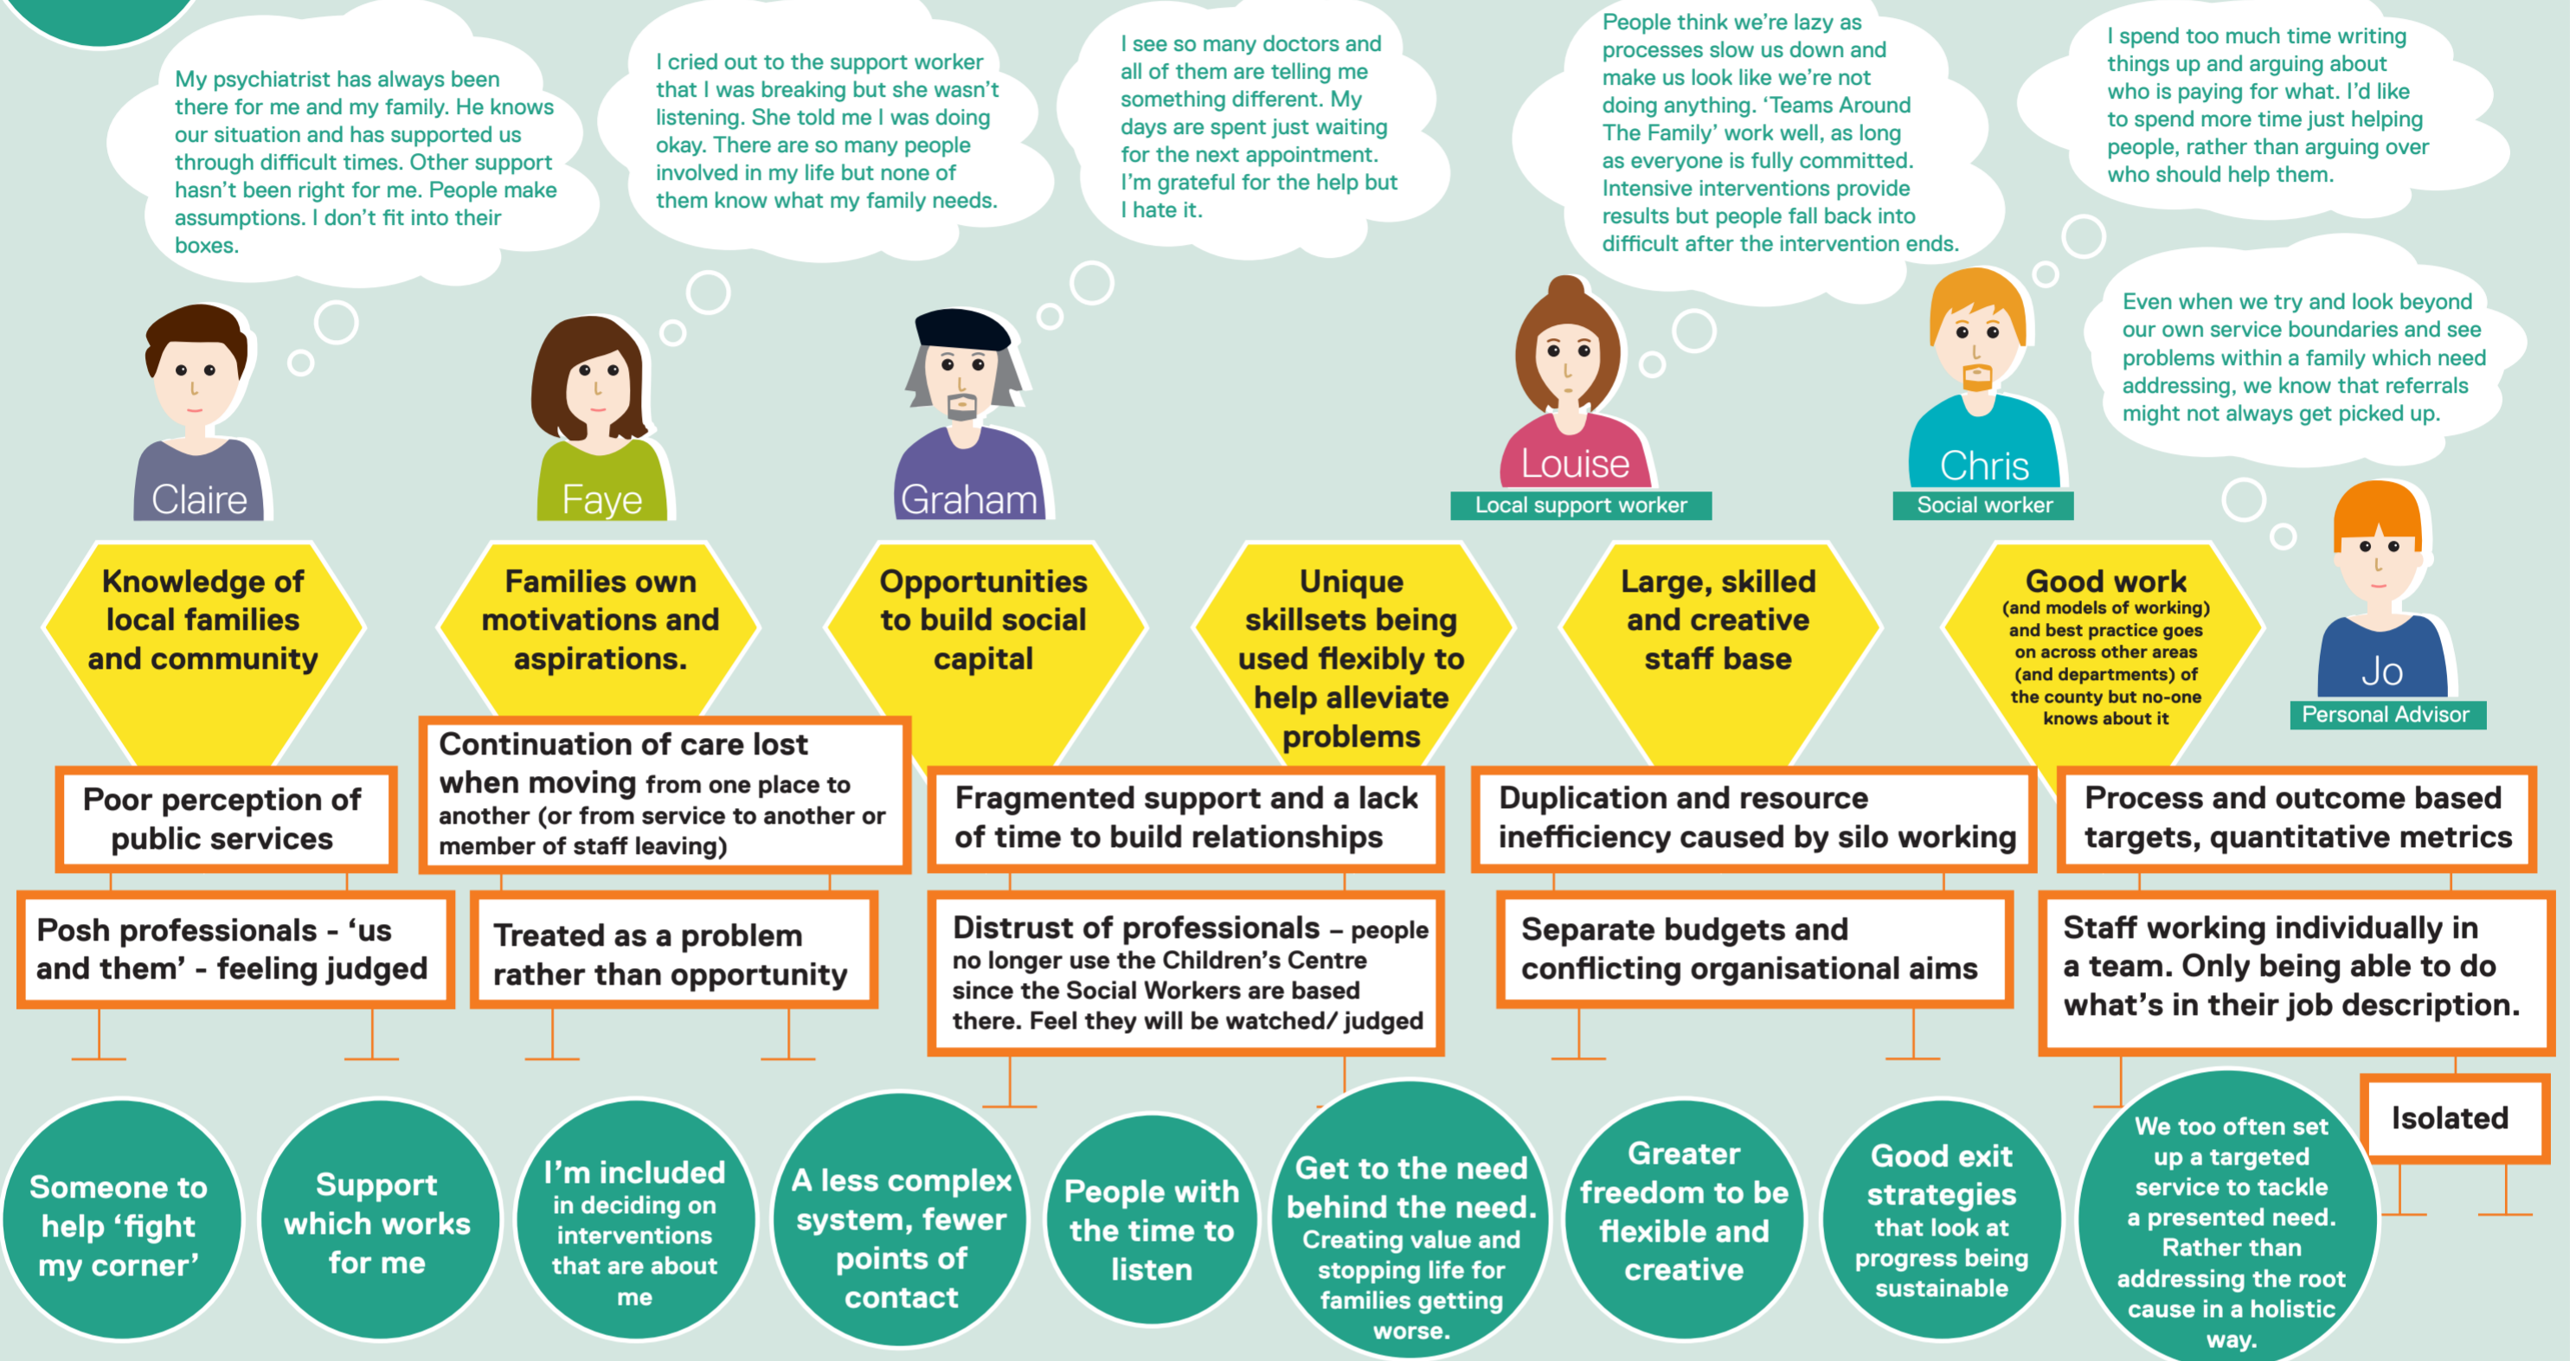 My psychiatrist has always been
there for me and my family. He knows
our situation and has supported us
through difficult times. Other support
hasn't been right for me. People make
assumptions. I don't fit into their
boxes.
I cried out to the support worker
that I was breaking but she wasn't
listening. She told me I was doing
okay. There are so many people
involved in my life but none of
them know what my family needs.
I see so many doctors and
all of them are telling me
something different. My
days are spent just waiting
for the next appointment.
I'm grateful for the help but
I hate it.
People think we're lazy as
processes slow us down and
make us look like we're not
doing anything. 'Teams Around
The Family' work well, as long
as everyone is fully committed.
Intensive interventions provide
results but people fall back into
difficult after the intervention ends.
I spend too much time writing
things up and arguing about
who is paying for what. I'd like
to spend more time just helping
people, rather than arguing over
who should help them.
Even when we try and look beyond
our own service boundaries and see
problems within a family which need
addressing, we know that referrals
might not always get picked up.
Claire
Faye
Graham
Louise
Local support worker
Chris
Social worker
Jo
Personal Advisor
Knowledge of
local families
and community
Families own
motivations and
aspirations.
Opportunities
to build social
capital
Unique
skillsets being
used flexibly to
help alleviate
problems
Large, skilled
and creative
staff base
Good work
(and models of working)
and best practice goes
on across other areas
(and departments) of
the county but no-one
knows about it
Poor perception of
public services
Continuation of care lost
when moving from one place to
another (or from service to another or
member of staff leaving)
Fragmented support and a lack
of time to build relationships
Duplication and resource
inefficiency caused by silo working
Process and outcome based
targets, quantitative metrics
Posh professionals - 'us
and them' - feeling judged
Treated as a problem
rather than opportunity
Distrust of professionals – people
no longer use the Children's Centre
since the Social Workers are based
there. Feel they will be watched/ judged
Separate budgets and
conflicting organisational aims
Staff working individually in
a team. Only being able to do
what's in their job description.
Isolated
Someone to
help 'fight
my corner'
Support
which works
for me
I'm included
in deciding on
interventions
that are about
me
A less complex
system, fewer
points of
contact
People with
the time to
listen
Get to the need
behind the need.
Creating value and
stopping life for
families getting
worse.
Greater
freedom to be
flexible and
creative
Good exit
strategies
that look at
progress being
sustainable
We too often set
up a targeted
service to tackle
a presented need.
Rather than
addressing the root
cause in a holistic
way.